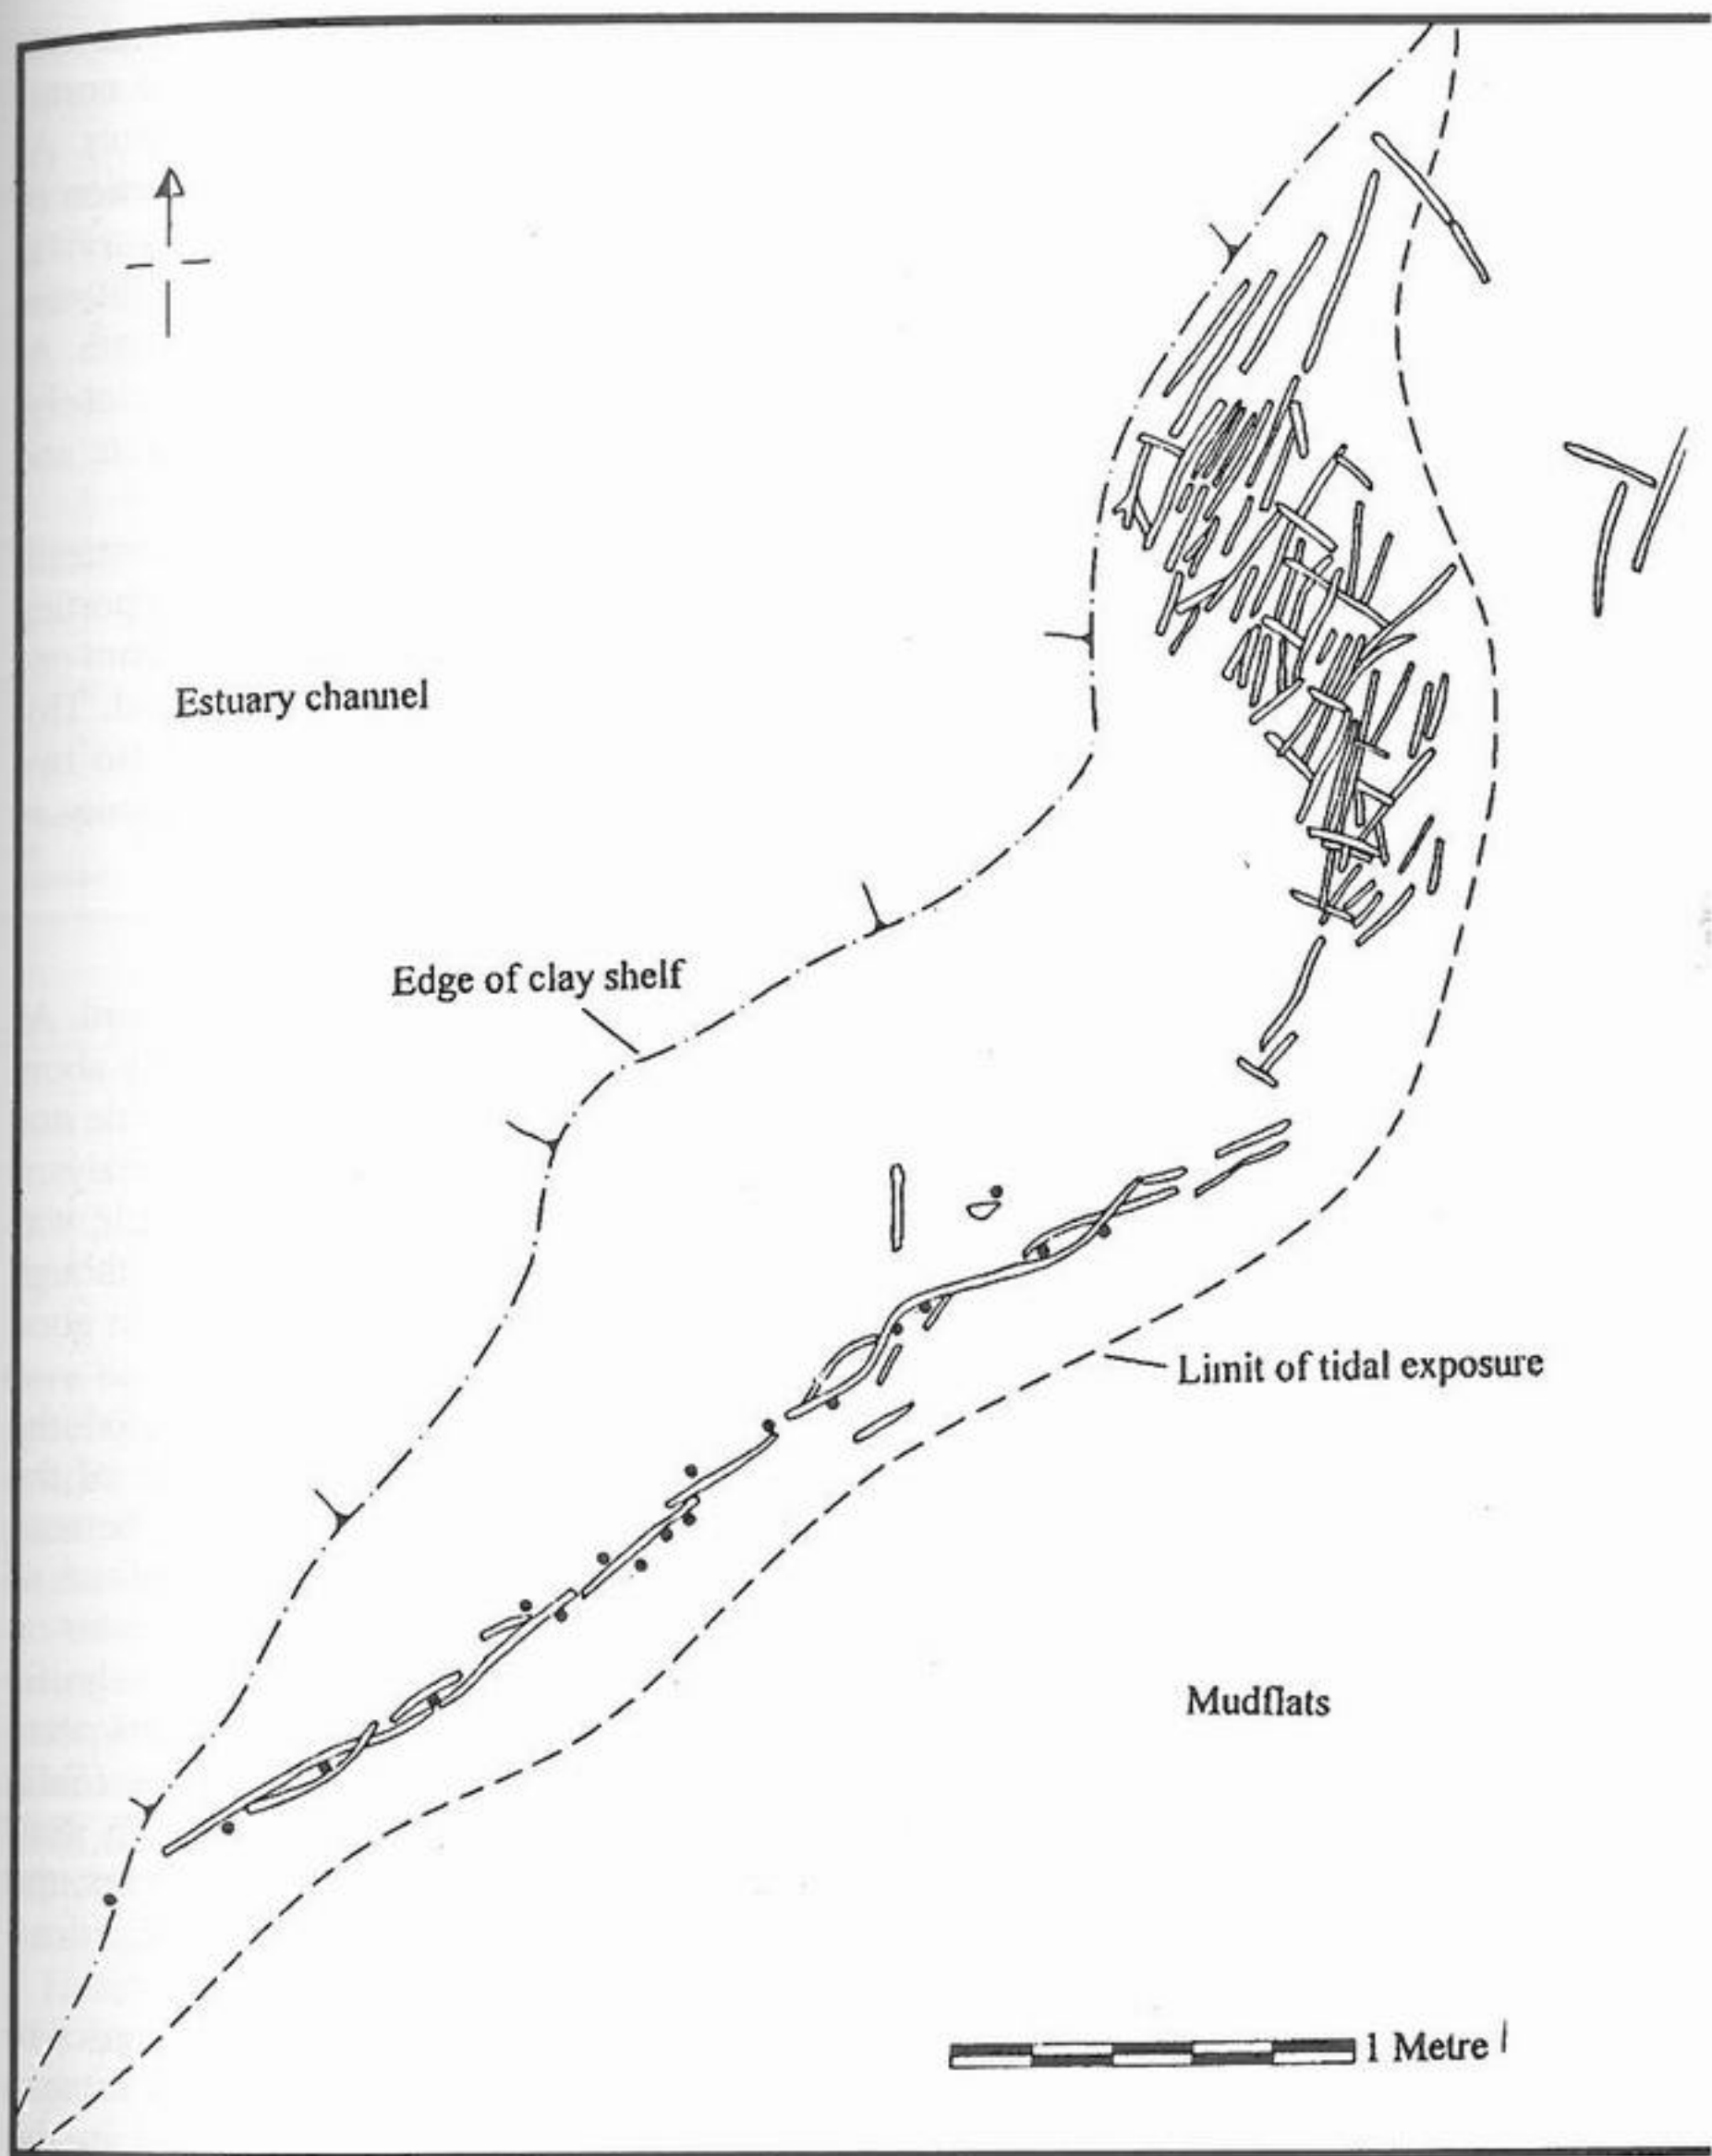 Estuary channel
Edge of clay shelf
Limit of tidal exposure
Mudflats
1 Metre